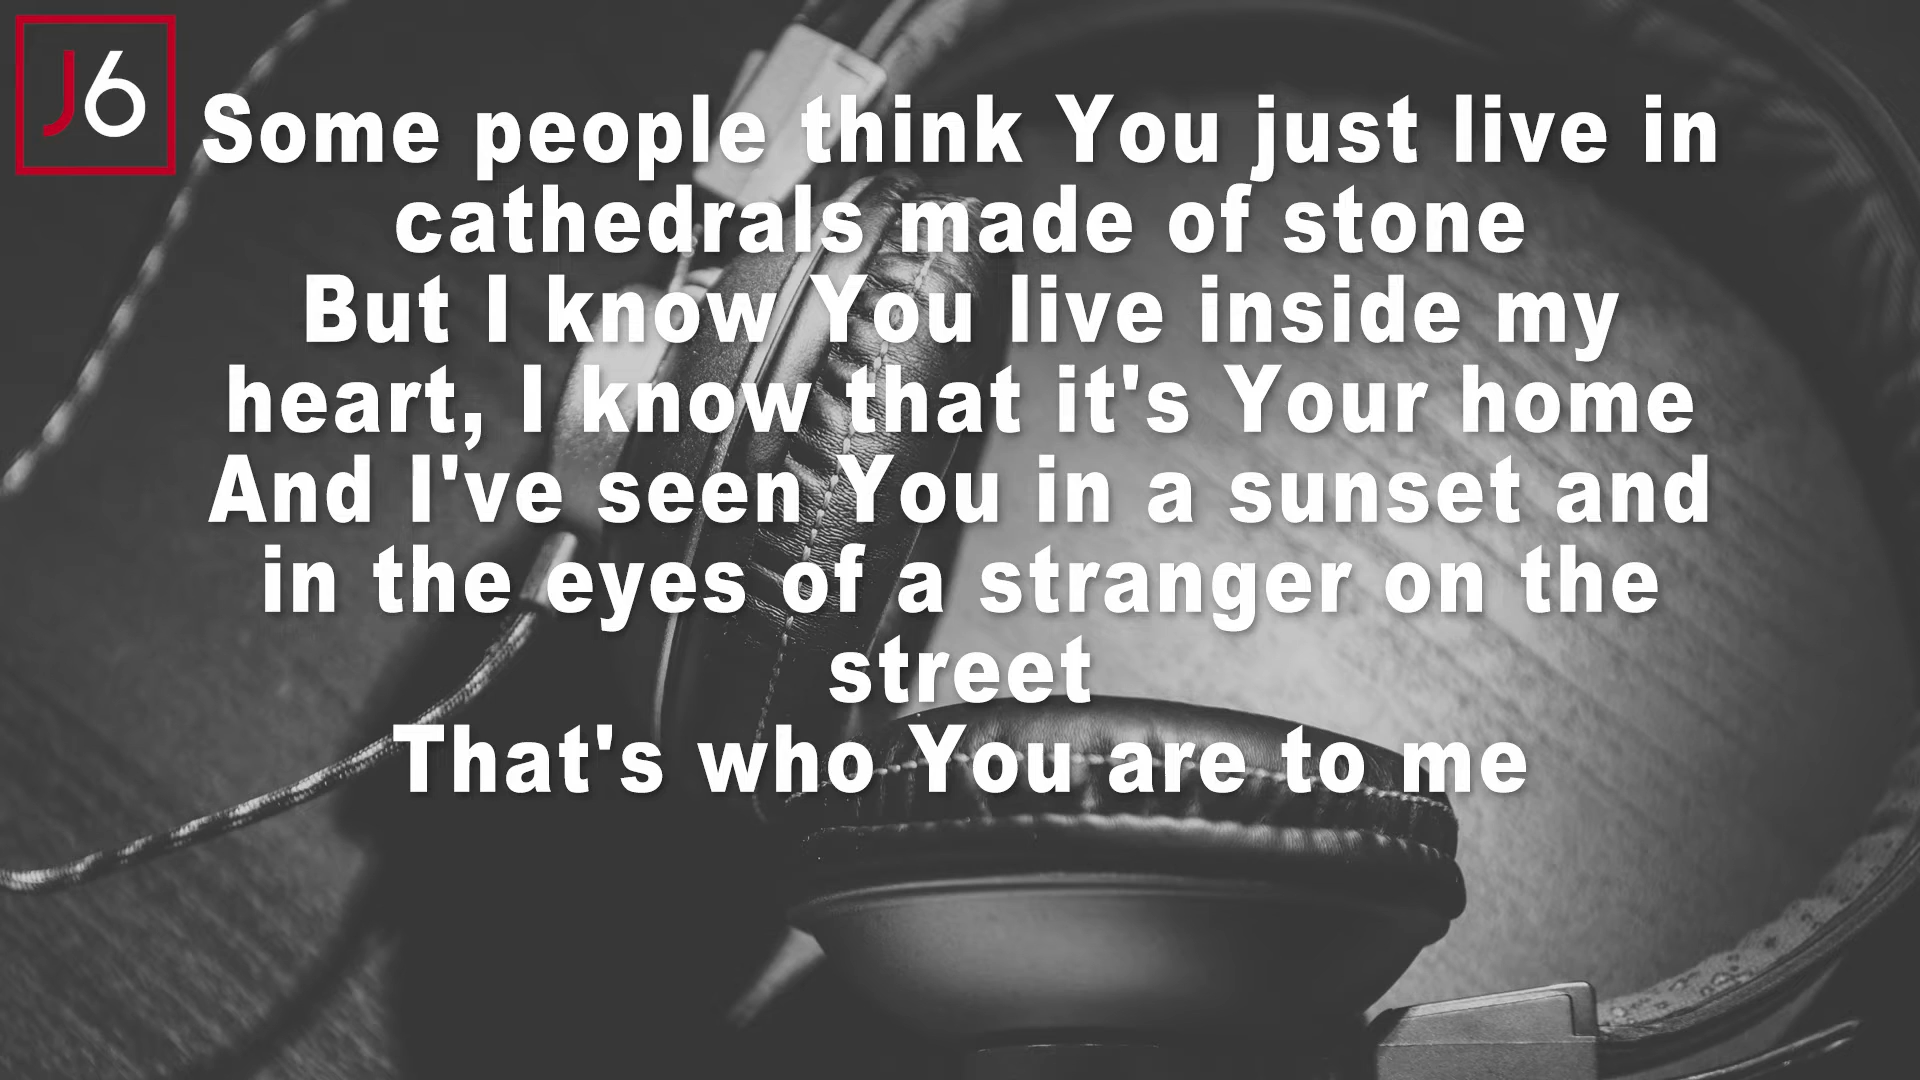 J6
Some people think You just live in
cathedrals made of stone
But I know You live inside my
heart, I know that it's Your home
And I've seen You in a sunset and
in the eyes of a stranger on the
street
That's who You are to me